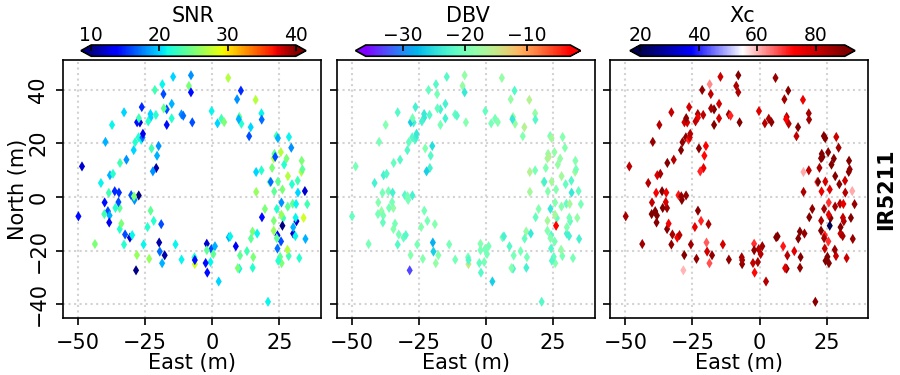 SNR DBV Xc
10 20 30 40 −30 −20 −10 20 40 60 80
40
20
0
−20
−40
North (m)
−50 −25 0 25 −50 −25 0 25 −50 −25 0 25
East (m) East (m) East (m)
IR5211